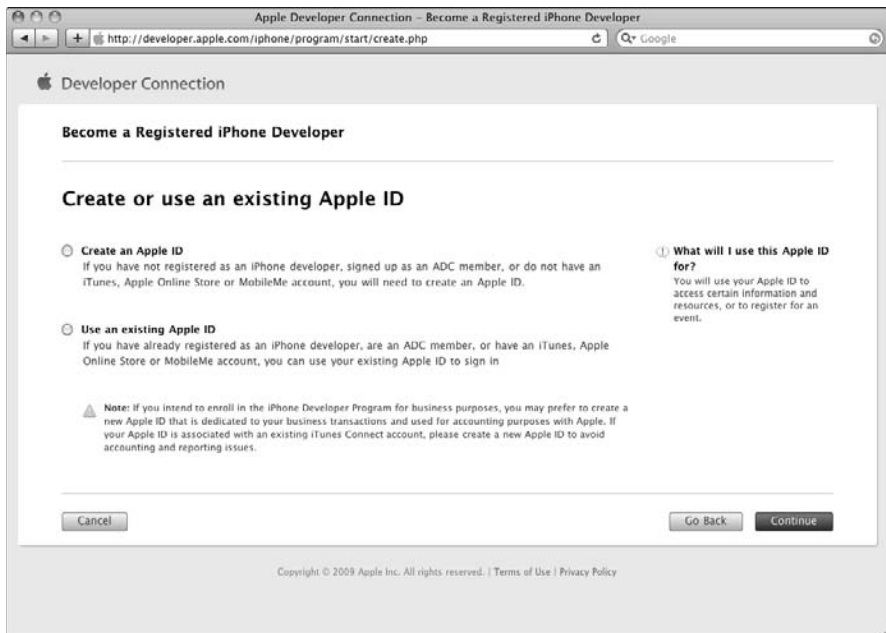 Apple Developer Connection – Become a Registered iPhone Developer
http://developer.apple.com/iphone/program/start/create.php
Google
Developer Connection
Become a Registered iPhone Developer
Create or use an existing Apple ID
Create an Apple ID
If you have not registered as an iPhone developer, signed up as an ADC member, or do not have an
iTunes, Apple Online Store or MobileMe account, you will need to create an Apple ID.
Use an existing Apple ID
If you have already registered as an iPhone developer, are an ADC member, or have an iTunes, Apple
Online Store or MobileMe account, you can use your existing Apple ID to sign in
Note: If you intend to enroll in the iPhone Developer Program for business purposes, you may prefer to create a
new Apple ID that is dedicated to your business transactions and used for accounting purposes with Apple. If
your Apple ID is associated with an existing iTunes Connect account, please create a new Apple ID to avoid
accounting and reporting issues.
What will I use this Apple ID
for?
You will use your Apple ID to
access certain information and
resources, or to register for an
event.
Cancel
Go Back
Continue
Copyright © 2009 Apple Inc. All rights reserved. | Terms of Use | Privacy Policy